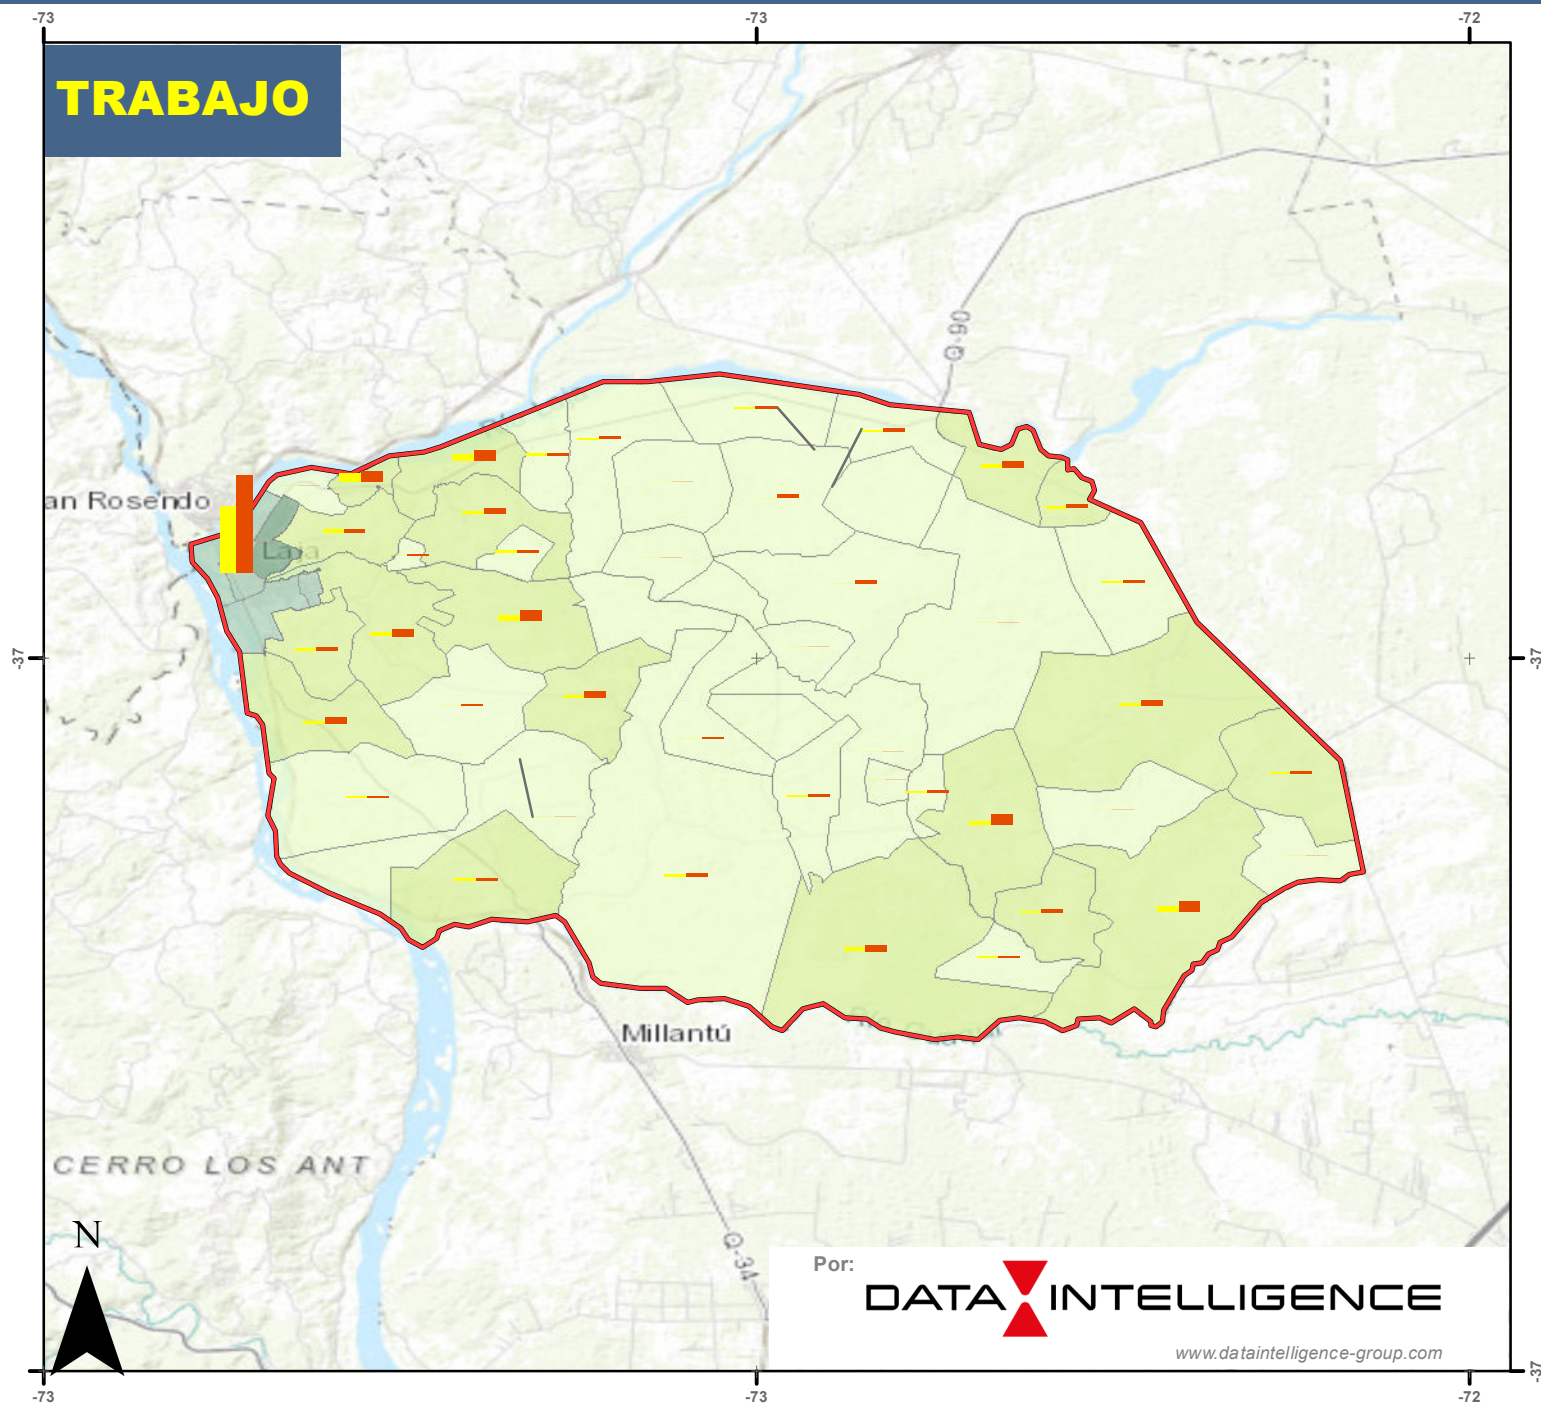 -73
-73
-72
TRABAJO
Q-90
an Rosendo
Laja
-37
-37
Millantú
CERRO LOS ANT
N
Q-34
Por:
DATA INTELLIGENCE
www.dataintelligence-group.com
-37
-73
-73
-72